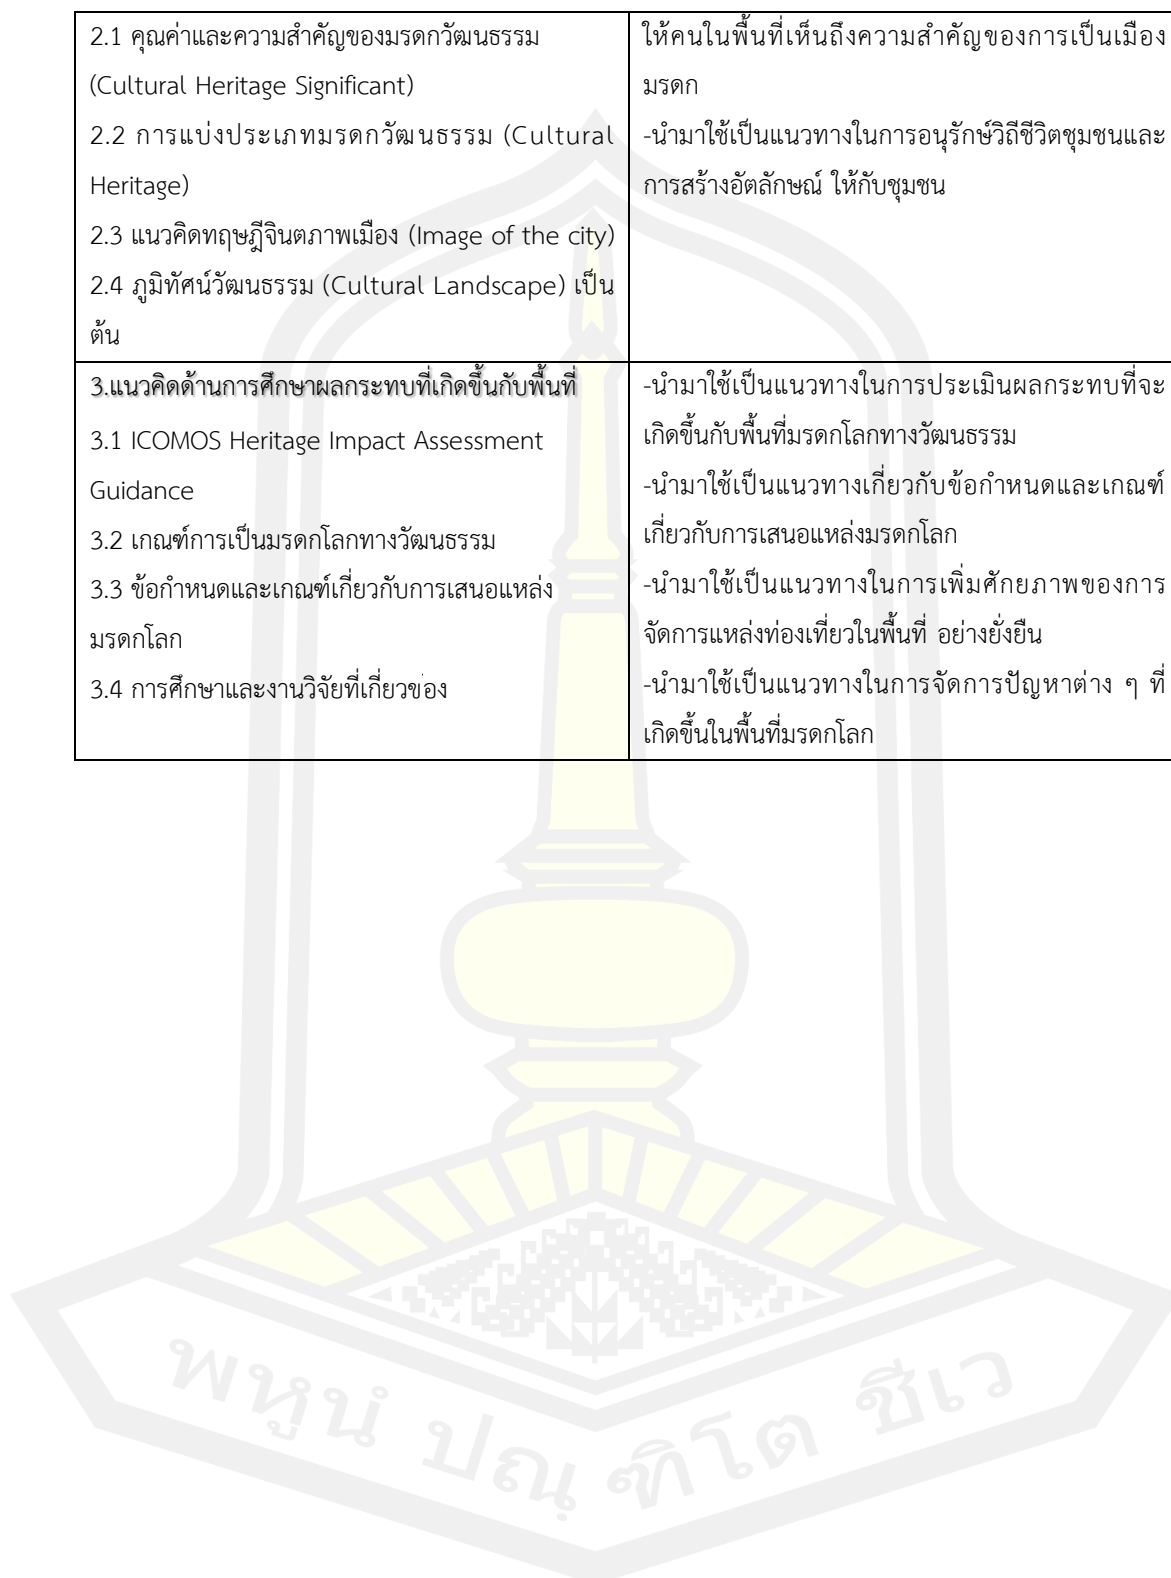 2.1 คุณค่าและความสำคัญของมรดกวัฒนธรรม
(Cultural Heritage Significant)
2.2 การแบ่งประเภทมรดกวัฒนธรรม (Cultural
Heritage)
2.3 แนวคิดทฤษฎีจินตภาพเมือง (Image of the city)
2.4 ภูมิทัศน์วัฒนธรรม (Cultural Landscape) เป็น
ต้น
ให้คนในพื้นที่เห็นถึงความสำคัญของการเป็นเมือง
มรดก
-นำมาใช้เป็นแนวทางในการอนุรักษ์วิถีชีวิตชุมชนและ
การสร้างอัตลักษณ์ ให้กับชุมชน
3.แนวคิดด้านการศึกษาผลกระทบที่เกิดขึ้นกับพื้นที่
3.1 ICOMOS Heritage Impact Assessment
Guidance
3.2 เกณฑ์การเป็นมรดกโลกทางวัฒนธรรม
3.3 ข้อกำหนดและเกณฑ์เกี่ยวกับการเสนอแหล่ง
มรดกโลก
3.4 การศึกษาและงานวิจัยที่เกี่ยวข่อง
-นำมาใช้เป็นแนวทางในการประเมินผลกระทบที่จะ
เกิดขึ้นกับพื้นที่มรดกโลกทางวัฒนธรรม
-นำมาใช้เป็นแนวทางเกี่ยวกับข้อกำหนดและเกณฑ์
เกี่ยวกับการเสนอแหล่งมรดกโลก
-นำมาใช้เป็นแนวทางในการเพิ่มศักยภาพของการ
จัดการแหล่งท่องเที่ยวในพื้นที่ อย่างยั่งยืน
-นำมาใช้เป็นแนวทางในการจัดการปัญหาต่าง ๆ ที่
เกิดขึ้นในพื้นที่มรดกโลก
พหูนํ ปณฺฑิโต ชีเว